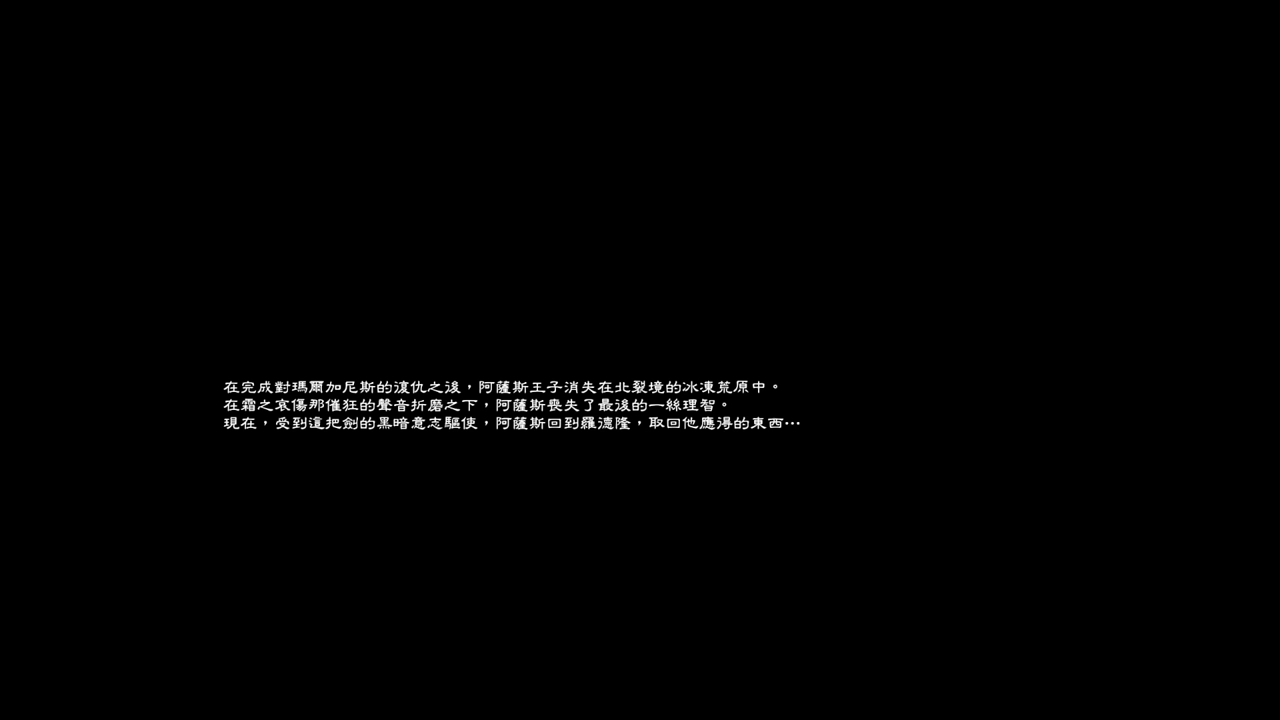 在完成對瑪爾加尼斯的復仇之後，阿薩斯王子消失在北裂境的冰凍荒原中。
在霜之哀傷那催狂的聲音折磨之下，阿薩斯喪失了最後的一絲理智。
現在，受到這把劍的黑暗意志驅使，阿薩斯回到羅德隆，取回他應得的東西…